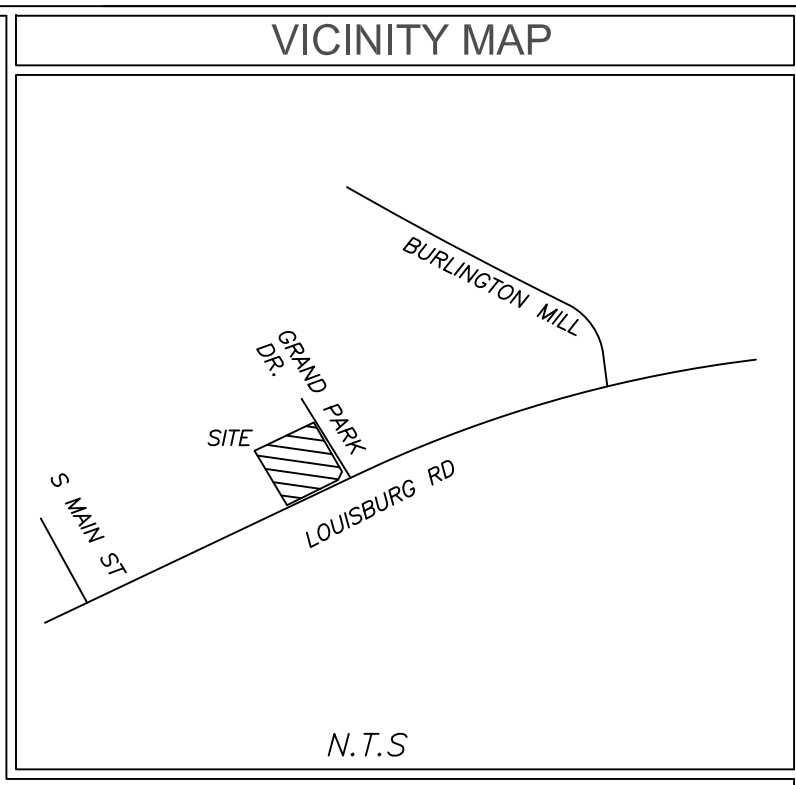 VICINITY MAP
BURLINGTON MILL
GRAND PARK
DR.
SITE
S MAIN ST
LOUISBURG RD
N.T.S